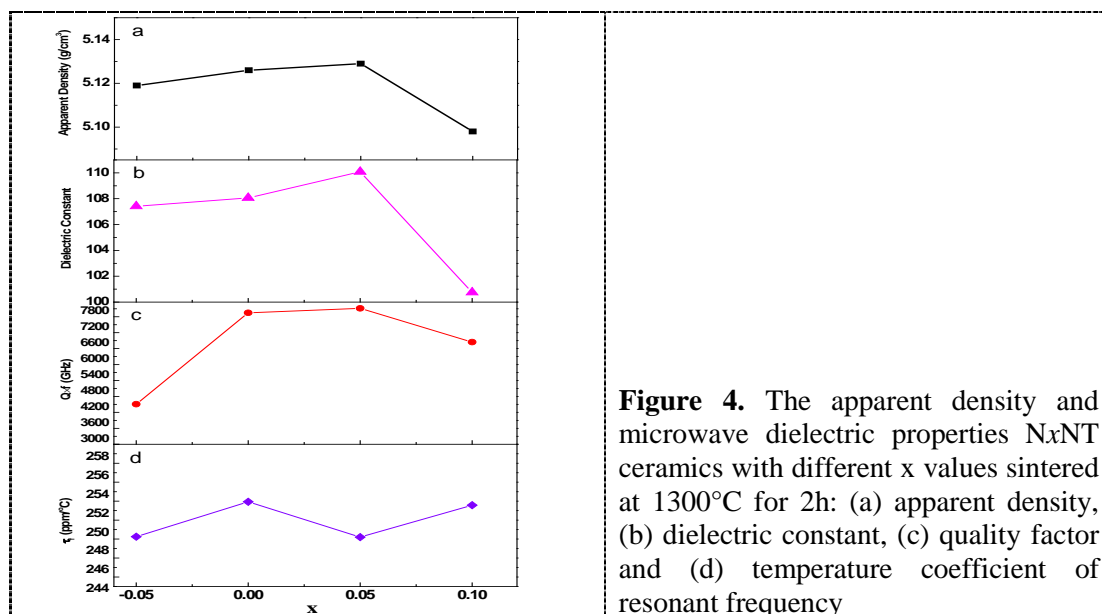 a
Apparent Density (g/cm³)
5.14
5.12
5.10
b
Dielectric Constant
110
108
106
104
102
100
c
Q×f (GHz)
7800
7200
6600
6000
5400
4800
4200
3600
3000
d
τf (ppm/°C)
258
256
254
252
250
248
246
244
-0.05 0.00 0.05 0.10
x
Figure 4. The apparent density and
microwave dielectric properties NxNT
ceramics with different x values sintered
at 1300°C for 2h: (a) apparent density,
(b) dielectric constant, (c) quality factor
and (d) temperature coefficient of
resonant frequency